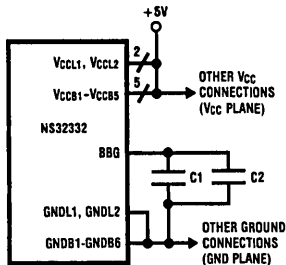 +5V
2
VCCL1, VCCL2
5
VCCB1-VCCB5
OTHER VCC
CONNECTIONS
(VCC PLANE)
NS32332
BBG
C1
C2
GNDL1, GNDL2
GNDB1-GNDB6
OTHER GROUND
CONNECTIONS
(GND PLANE)